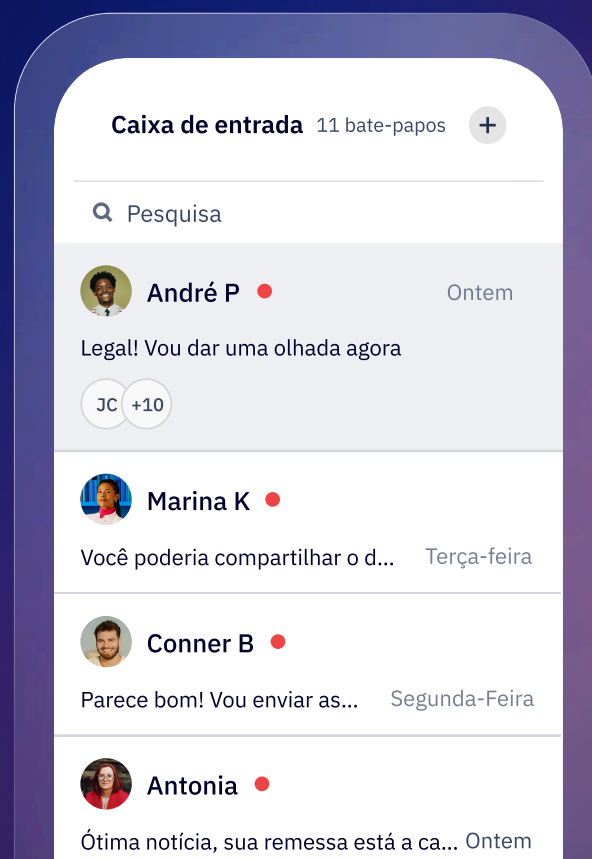 Caixa de entrada 11 bate-papos +
Pesquisa
André P Ontem
Legal! Vou dar uma olhada agora
JC +10
Marina K
Você poderia compartilhar o d... Terça-feira
Conner B
Parece bom! Vou enviar as... Segunda-Feira
Antonia
Ótima notícia, sua remessa está a ca... Ontem